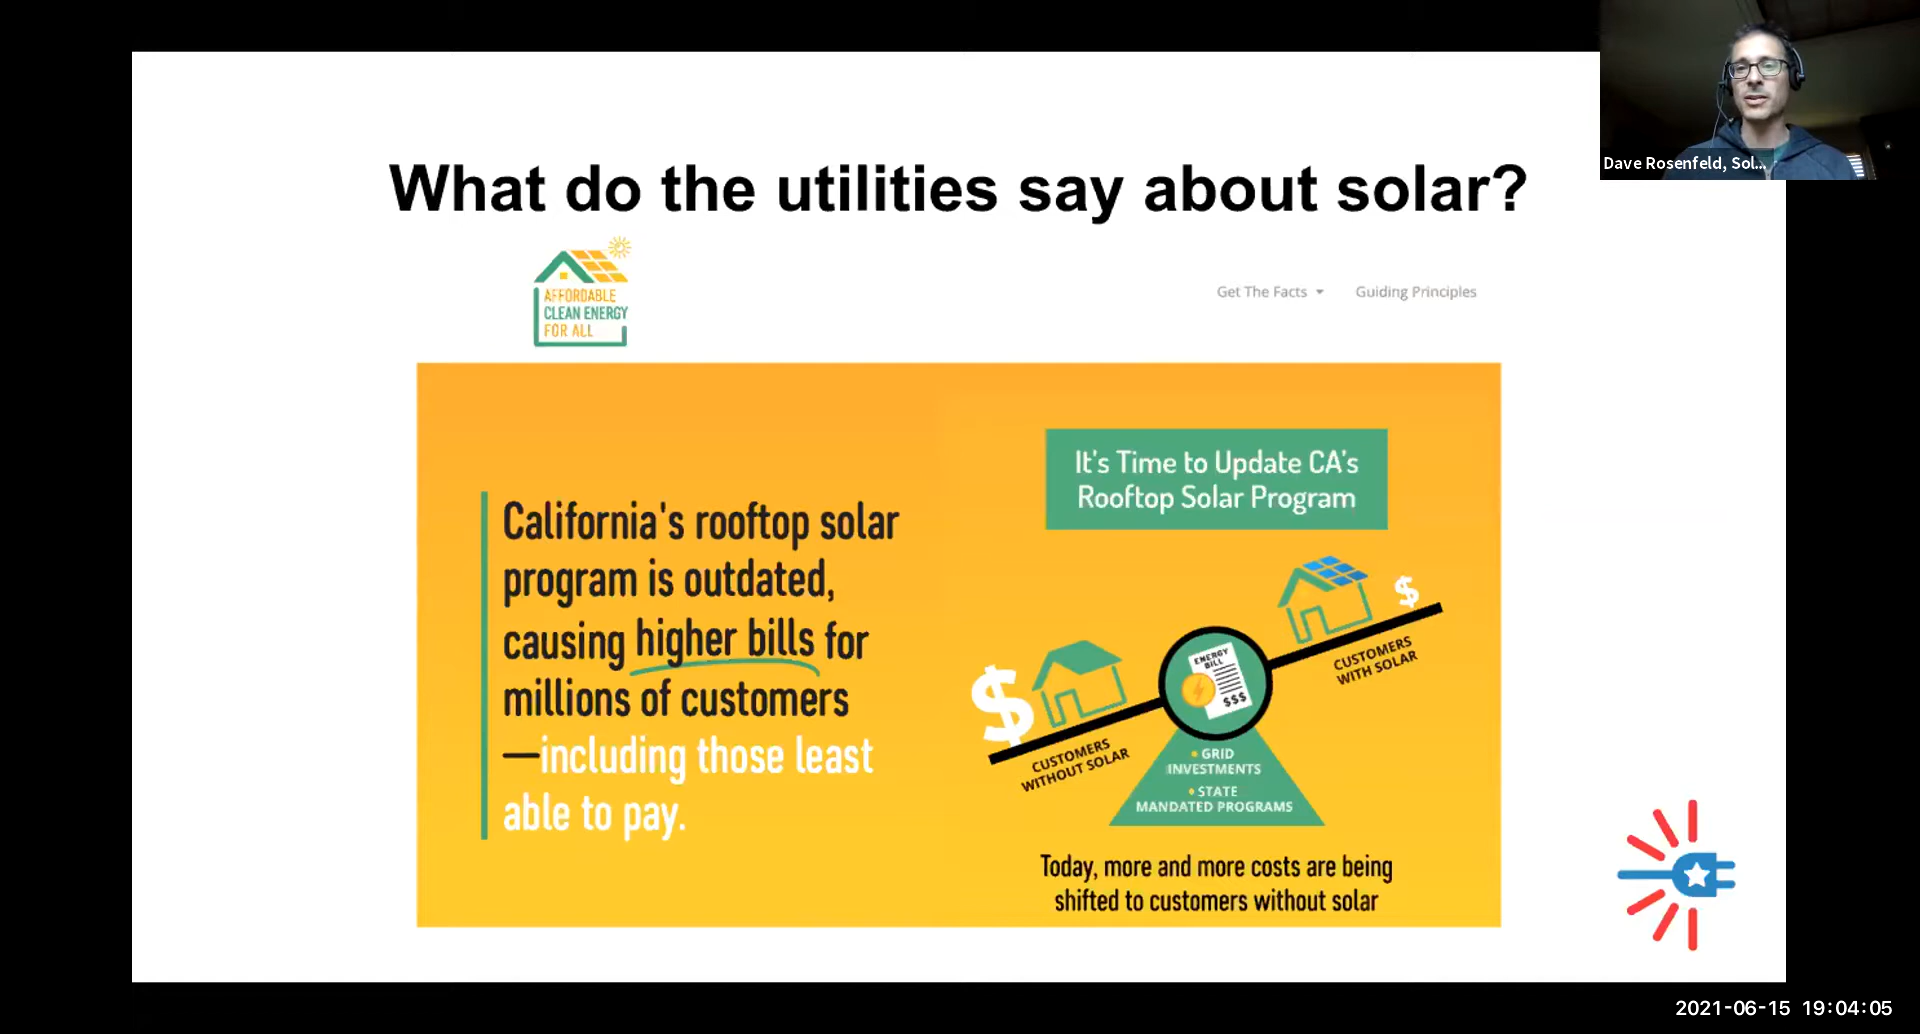 Dave Rosenfeld, Sol...
What do the utilities say about solar?
AFFORDABLE
CLEAN ENERGY
FOR ALL
Get The Facts
Guiding Principles
California's rooftop solar
program is outdated,
causing higher bills for
millions of customers
—including those least
able to pay.
It's Time to Update CA's
Rooftop Solar Program
$
CUSTOMERS
WITH SOLAR
ENERGY
BILL
$$$
$
CUSTOMERS
WITHOUT SOLAR
• GRID
INVESTMENTS
• STATE
MANDATED PROGRAMS
Today, more and more costs are being
shifted to customers without solar
2021-06-15 19:04:05